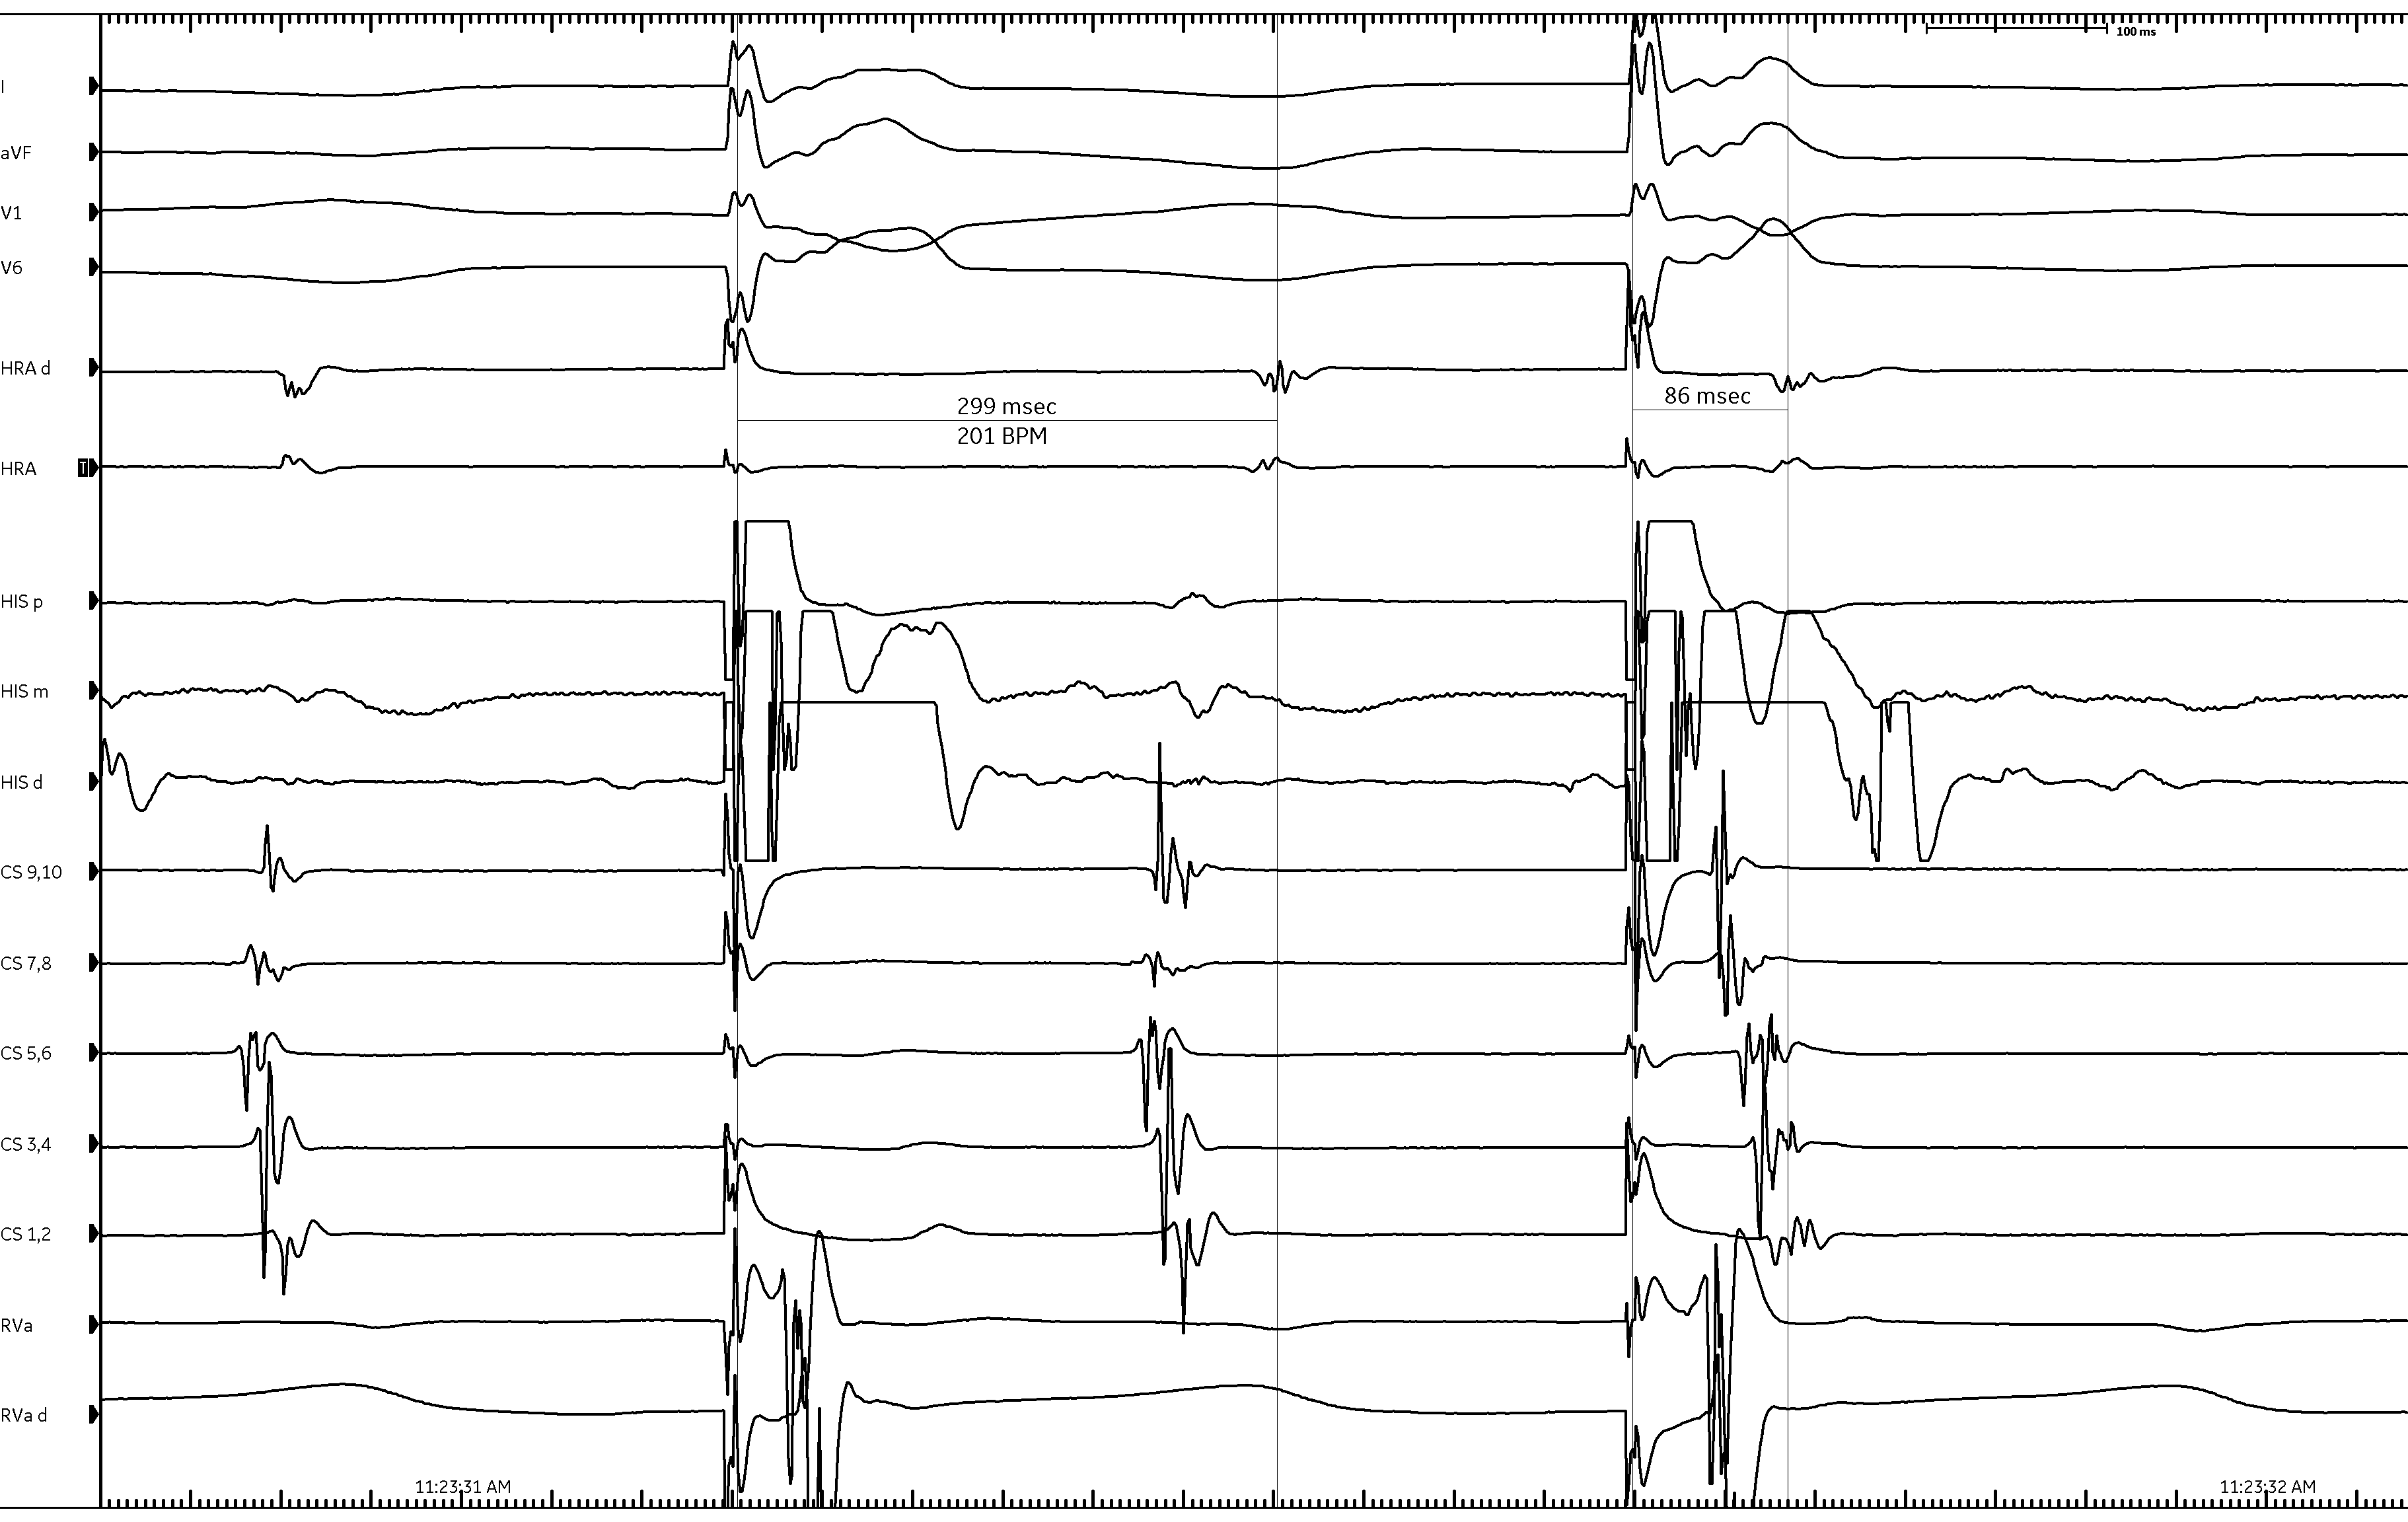 100 ms
I
aVF
V1
V6
HRA d
299 msec
86 msec
201 BPM
HRA
T
HIS p
HIS m
HIS d
CS 9,10
CS 7,8
CS 5,6
CS 3,4
CS 1,2
RVa
RVa d
11:23:31 AM
11:23:32 AM